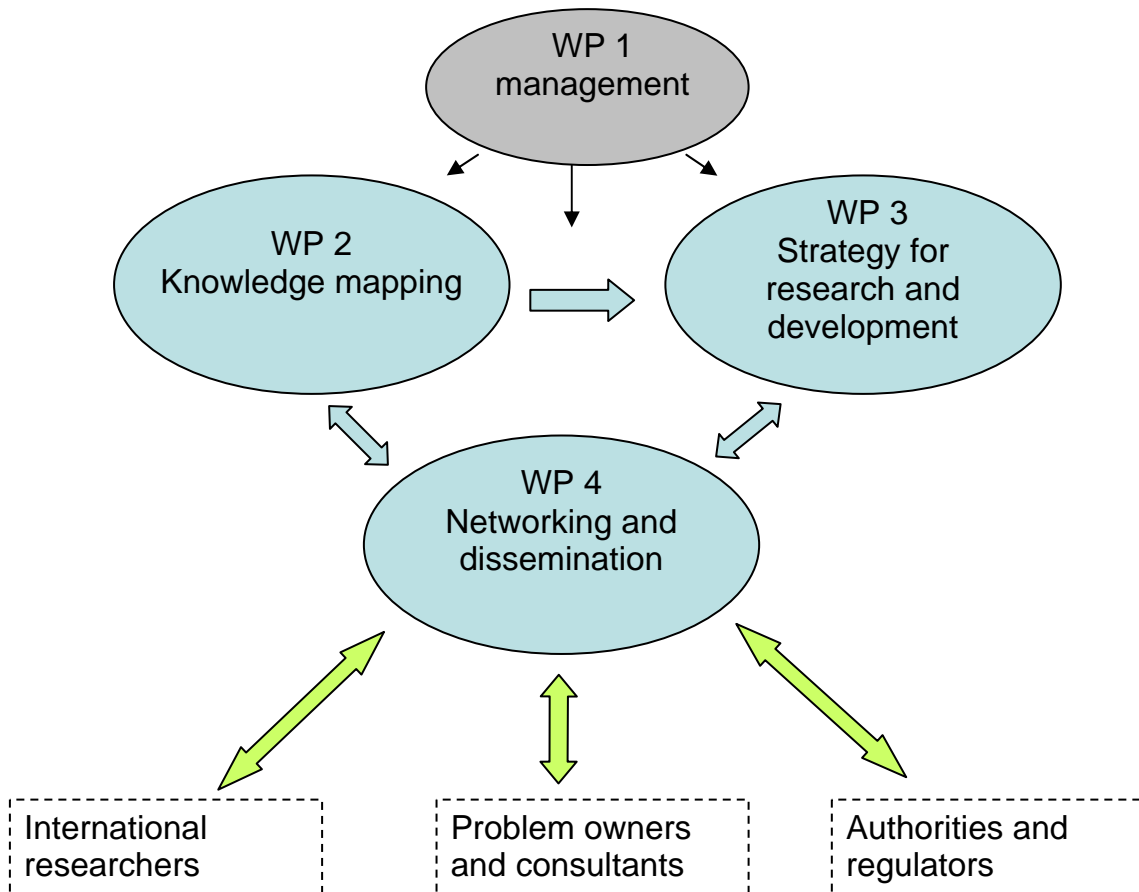 WP 1
management
WP 2
Knowledge mapping
WP 3
Strategy for
research and
development
WP 4
Networking and
dissemination
International
researchers
Problem owners
and consultants
Authorities and
regulators